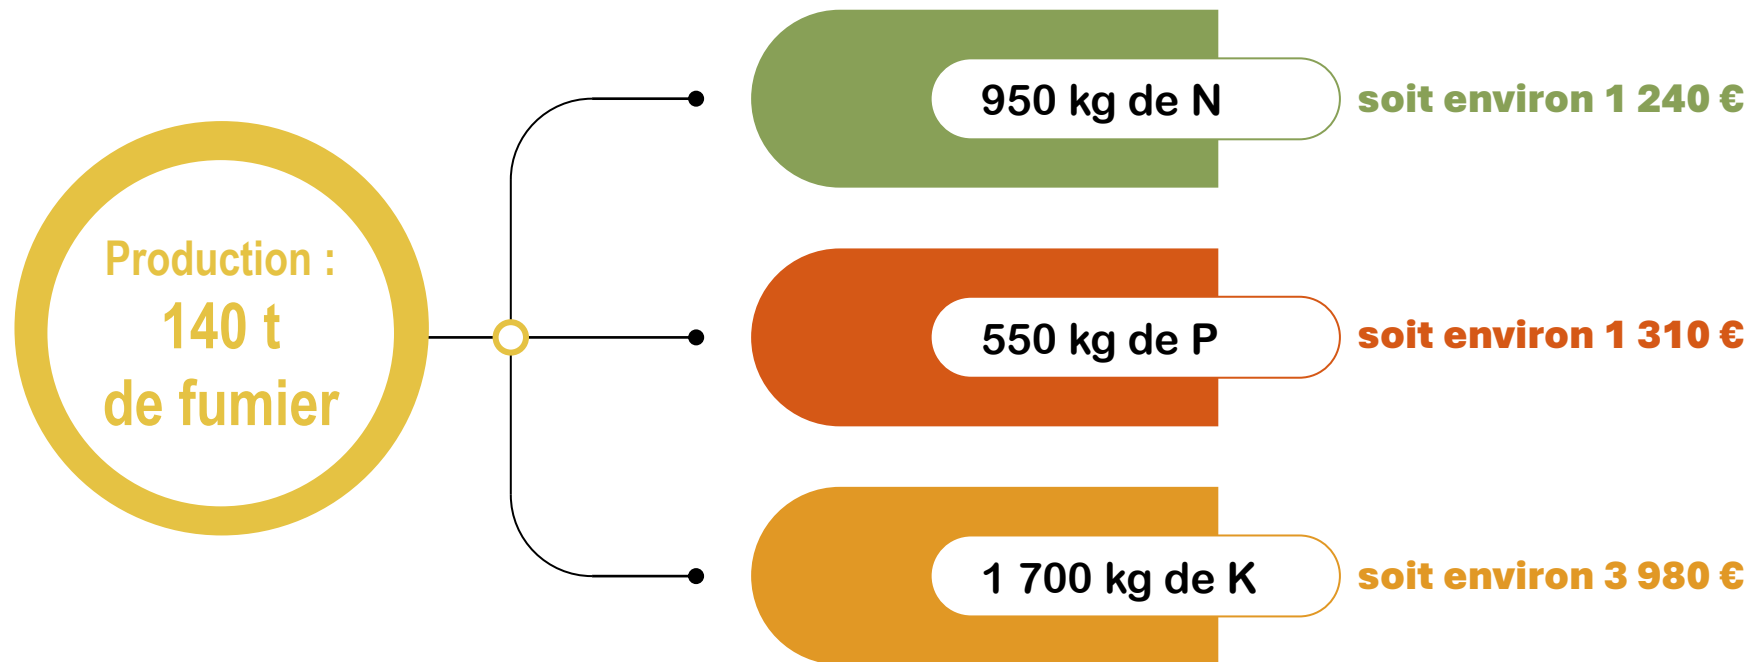 Production :
140 t
de fumier
950 kg de N
soit environ 1 240 €
550 kg de P
soit environ 1 310 €
1 700 kg de K
soit environ 3 980 €